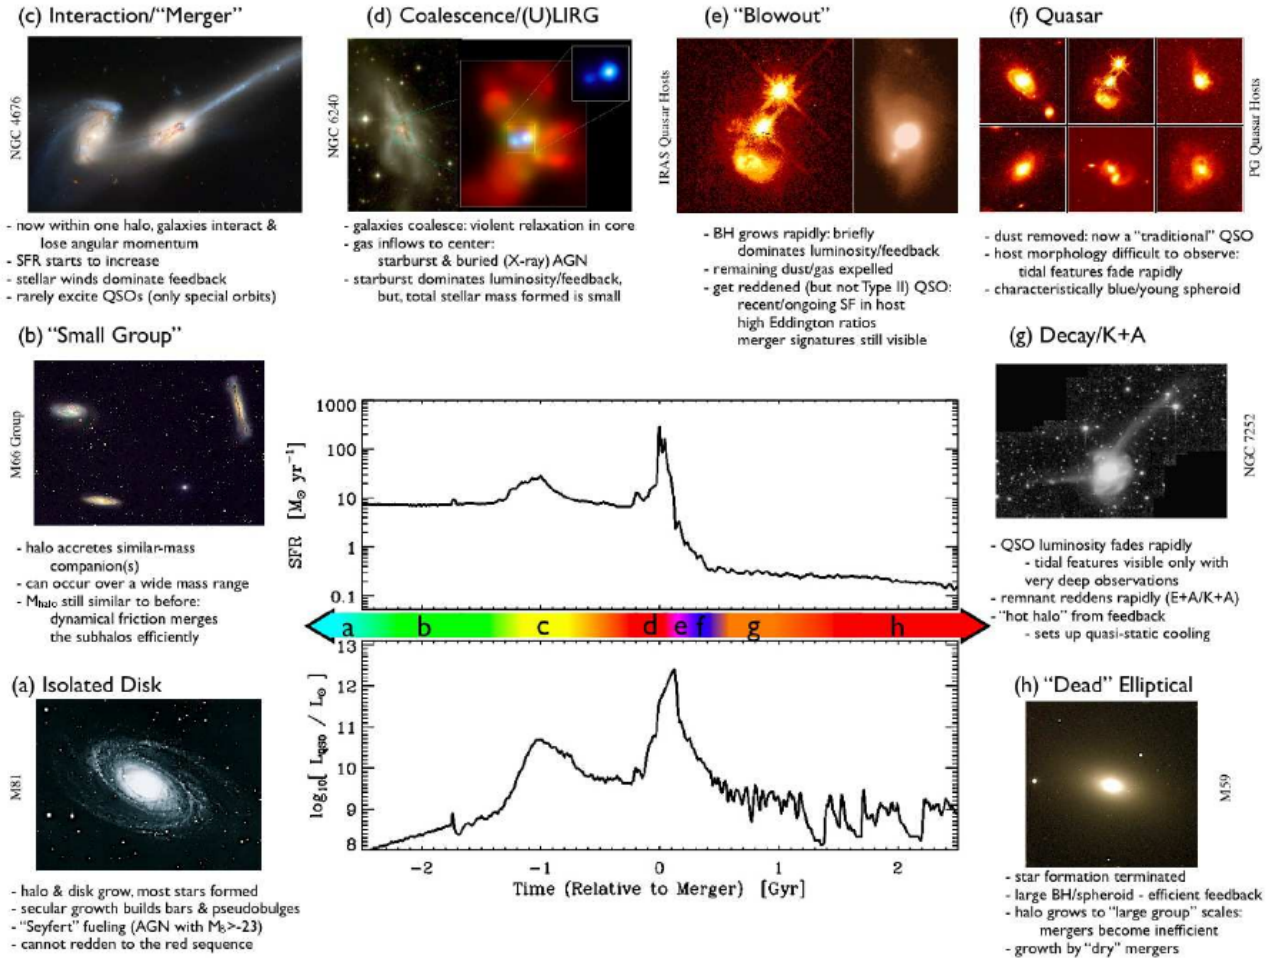 (c) Interaction/“Merger”
NGC 4676
- now within one halo, galaxies interact &
lose angular momentum
- SFR starts to increase
- stellar winds dominate feedback
- rarely excite QSOs (only special orbits)
(d) Coalescence/(U)LIRG
NGC 6240
- galaxies coalesce: violent relaxation in core
- gas inflows to center:
starburst & buried (X-ray) AGN
- starburst dominates luminosity/feedback,
but, total stellar mass formed is small
(e) “Blowout”
IRAS Quasar Hosts
- BH grows rapidly: briefly
dominates luminosity/feedback
- remaining dust/gas expelled
- get reddened (but not Type II) QSO:
recent/ongoing SF in host
high Eddington ratios
merger signatures still visible
(f) Quasar
PG Quasar Hosts
- dust removed: now a “traditional” QSO
- host morphology difficult to observe:
tidal features fade rapidly
- characteristically blue/young spheroid
(b) “Small Group”
M66 Group
- halo accretes similar-mass
companion(s)
- can occur over a wide mass range
- Mhalo still similar to before:
dynamical friction merges
the subhalos efficiently
(a) Isolated Disk
M81
- halo & disk grow, most stars formed
- secular growth builds bars & pseudobulges
- “Seyfert” fueling (AGN with MB>-23)
- cannot redden to the red sequence
1000
100
10
1
0.1
SFR [M⊙ yr⁻¹]
a b c d e f g h
13
12
11
10
9
8
log₁₀[ LQSO / L⊙ ]
-2 -1 0 1 2
Time (Relative to Merger) [Gyr]
(g) Decay/K+A
NGC 7252
- QSO luminosity fades rapidly
- tidal features visible only with
very deep observations
- remnant reddens rapidly (E+A/K+A)
- “hot halo” from feedback
- sets up quasi-static cooling
(h) “Dead” Elliptical
M59
- star formation terminated
- large BH/spheroid - efficient feedback
- halo grows to “large group” scales:
mergers become inefficient
- growth by “dry” mergers